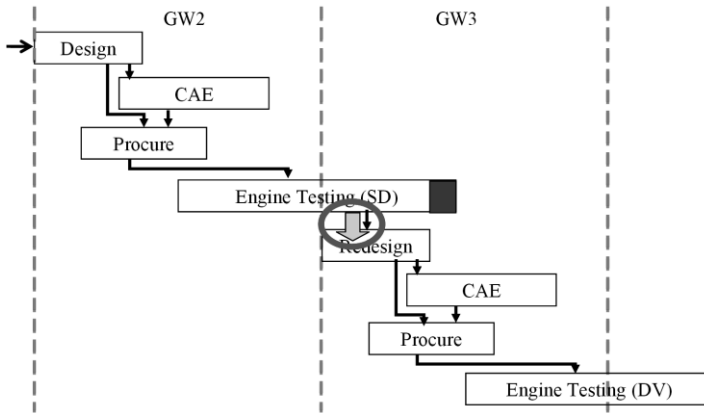 GW2
GW3
Design
CAE
Procure
Engine Testing (SD)
Redesign
CAE
Procure
Engine Testing (DV)